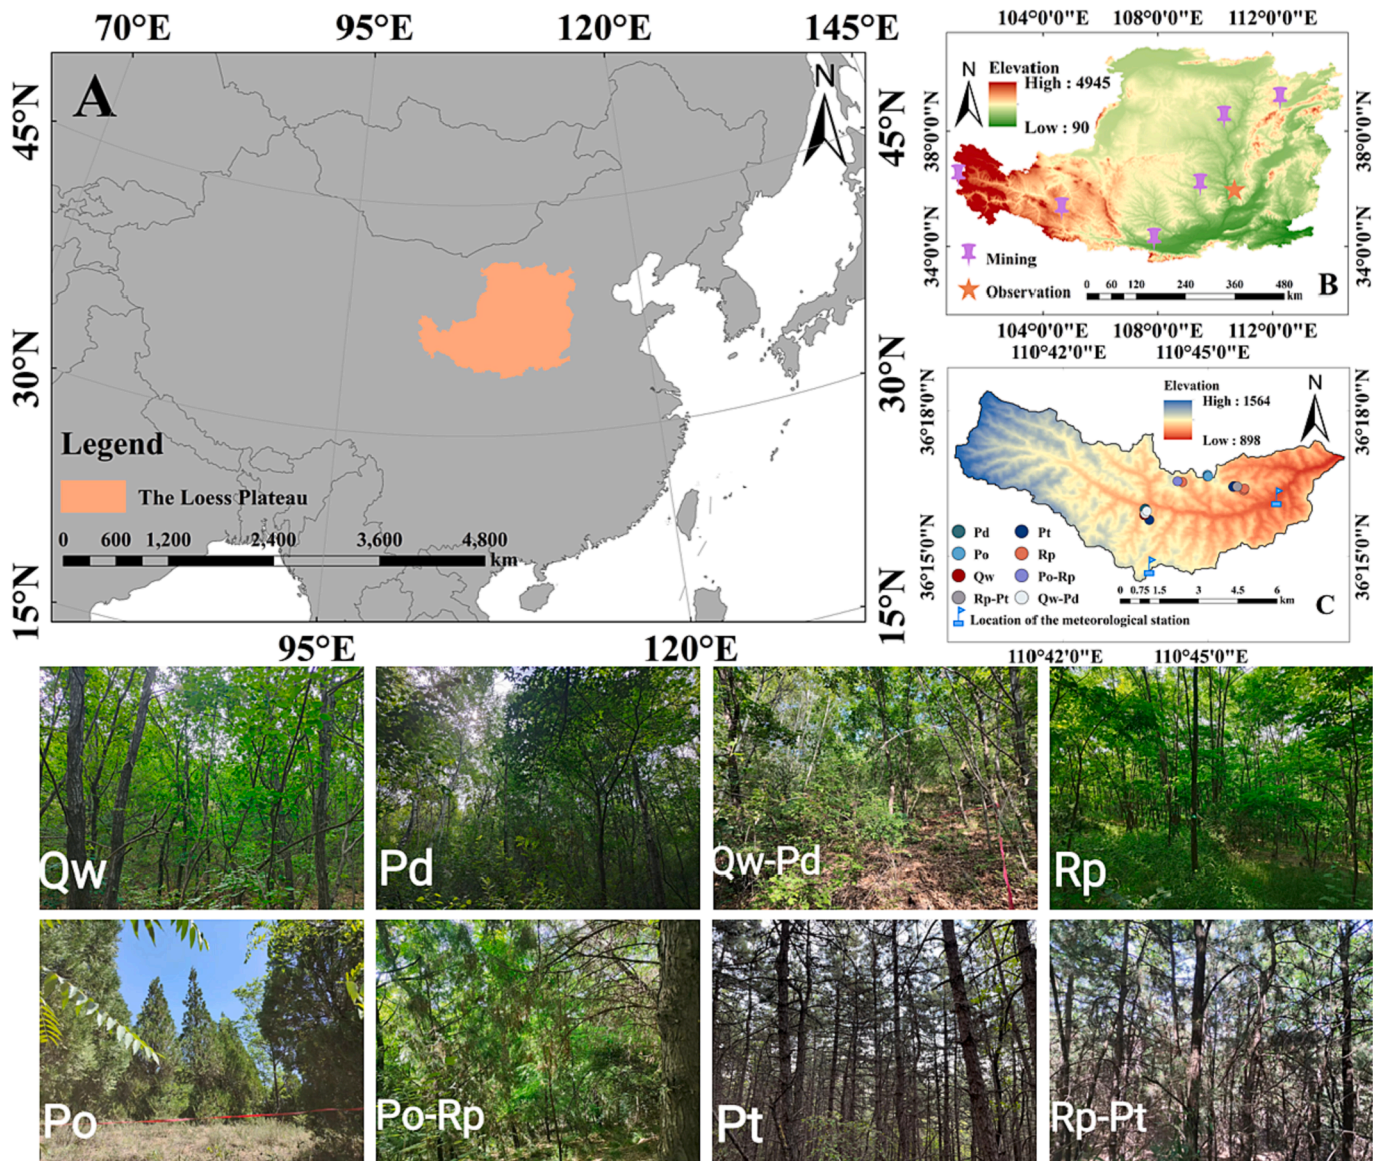 70°E 95°E 120°E 145°E
45°N
30°N
15°N
A
N
Legend
The Loess Plateau
0 600 1,200 2,400 3,600 4,800
km
45°N
30°N
15°N
95°E 120°E
104°0'0"E 108°0'0"E 112°0'0"E
N
Elevation
High : 4945
Low : 90
38°0'0"N
34°0'0"N
38°0'0"N
34°0'0"N
Mining
Observation
0 60 120 240 360 480
km
B
104°0'0"E 108°0'0"E 112°0'0"E
110°42'0"E 110°45'0"E
36°18'0"N
36°15'0"N
36°18'0"N
36°15'0"N
Elevation
High : 1564
Low : 898
N
Pd Pt
Po Rp
Qw Po-Rp
Rp-Pt Qw-Pd
Location of the meteorological station
0 0.75 1.5 3 4.5 6
km
C
110°42'0"E 110°45'0"E
Qw Pd Qw-Pd Rp
Po Po-Rp Pt Rp-Pt